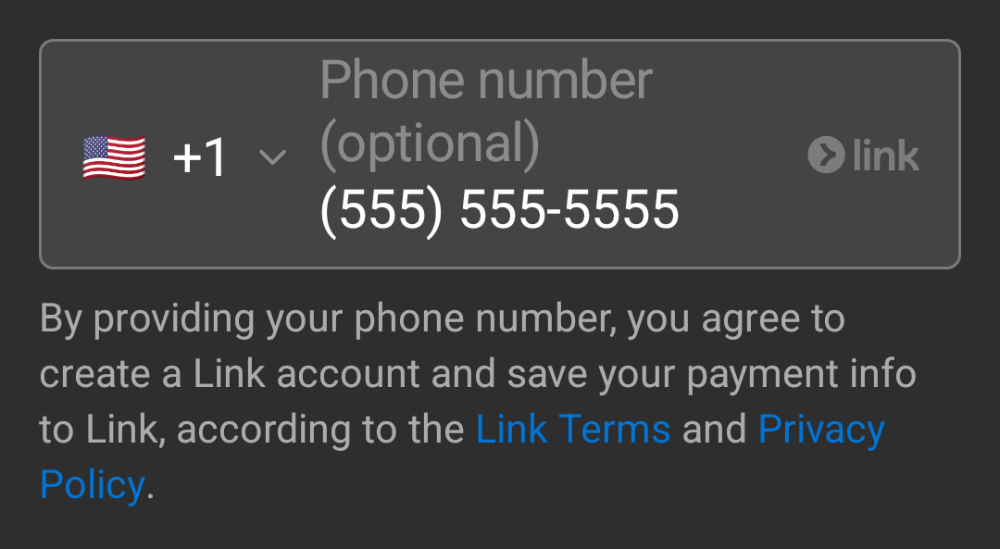 Phone number
(optional)
+1
(555) 555-5555
link
By providing your phone number, you agree to
create a Link account and save your payment info
to Link, according to the Link Terms and Privacy
Policy.